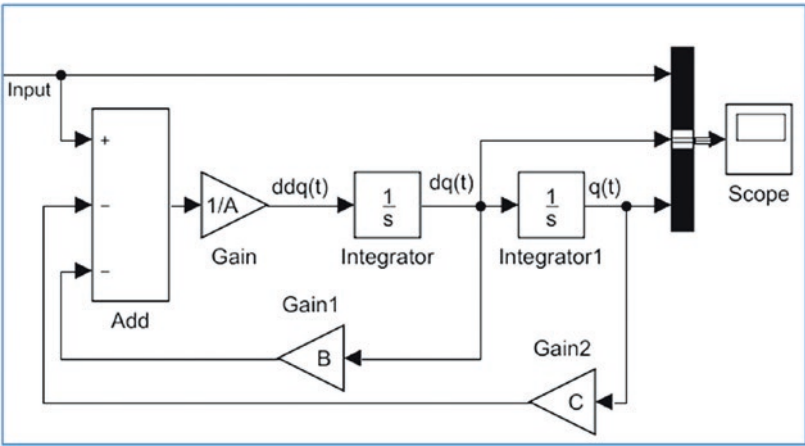 Input
+
−
−
Add
1/A
Gain
ddq(t)
1
s
Integrator
dq(t)
1
s
Integrator1
q(t)
Scope
Gain1
B
Gain2
C